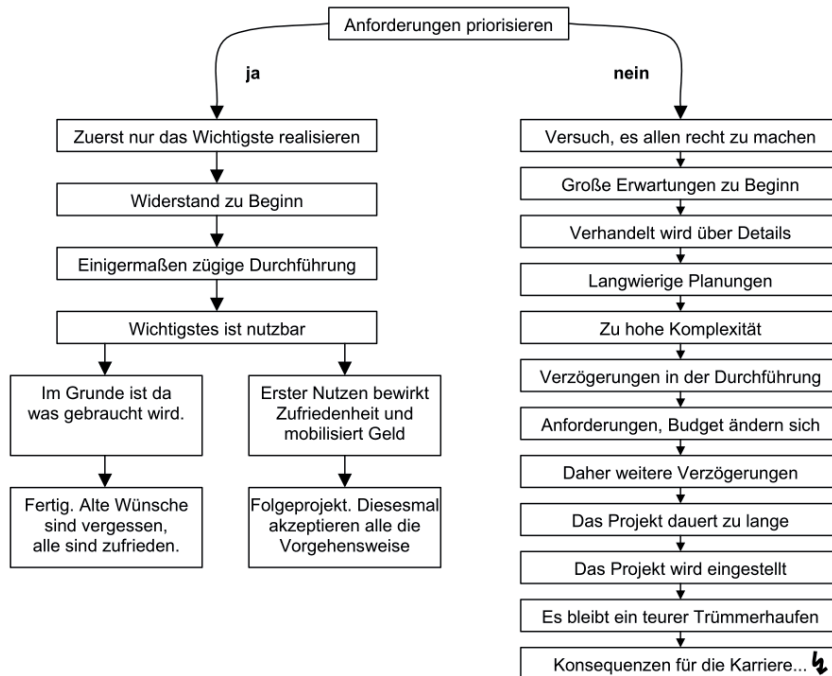 Anforderungen priorisieren
ja
nein
Zuerst nur das Wichtigste realisieren
Widerstand zu Beginn
Einigermaßen zügige Durchführung
Wichtigstes ist nutzbar
Im Grunde ist da
was gebraucht wird.
Fertig. Alte Wünsche
sind vergessen,
alle sind zufrieden.
Erster Nutzen bewirkt
Zufriedenheit und
mobilisiert Geld
Folgeprojekt. Diesesmal
akzeptieren alle die
Vorgehensweise
Versuch, es allen recht zu machen
Große Erwartungen zu Beginn
Verhandelt wird über Details
Langwierige Planungen
Zu hohe Komplexität
Verzögerungen in der Durchführung
Anforderungen, Budget ändern sich
Daher weitere Verzögerungen
Das Projekt dauert zu lange
Das Projekt wird eingestellt
Es bleibt ein teurer Trümmerhaufen
Konsequenzen für die Karriere...